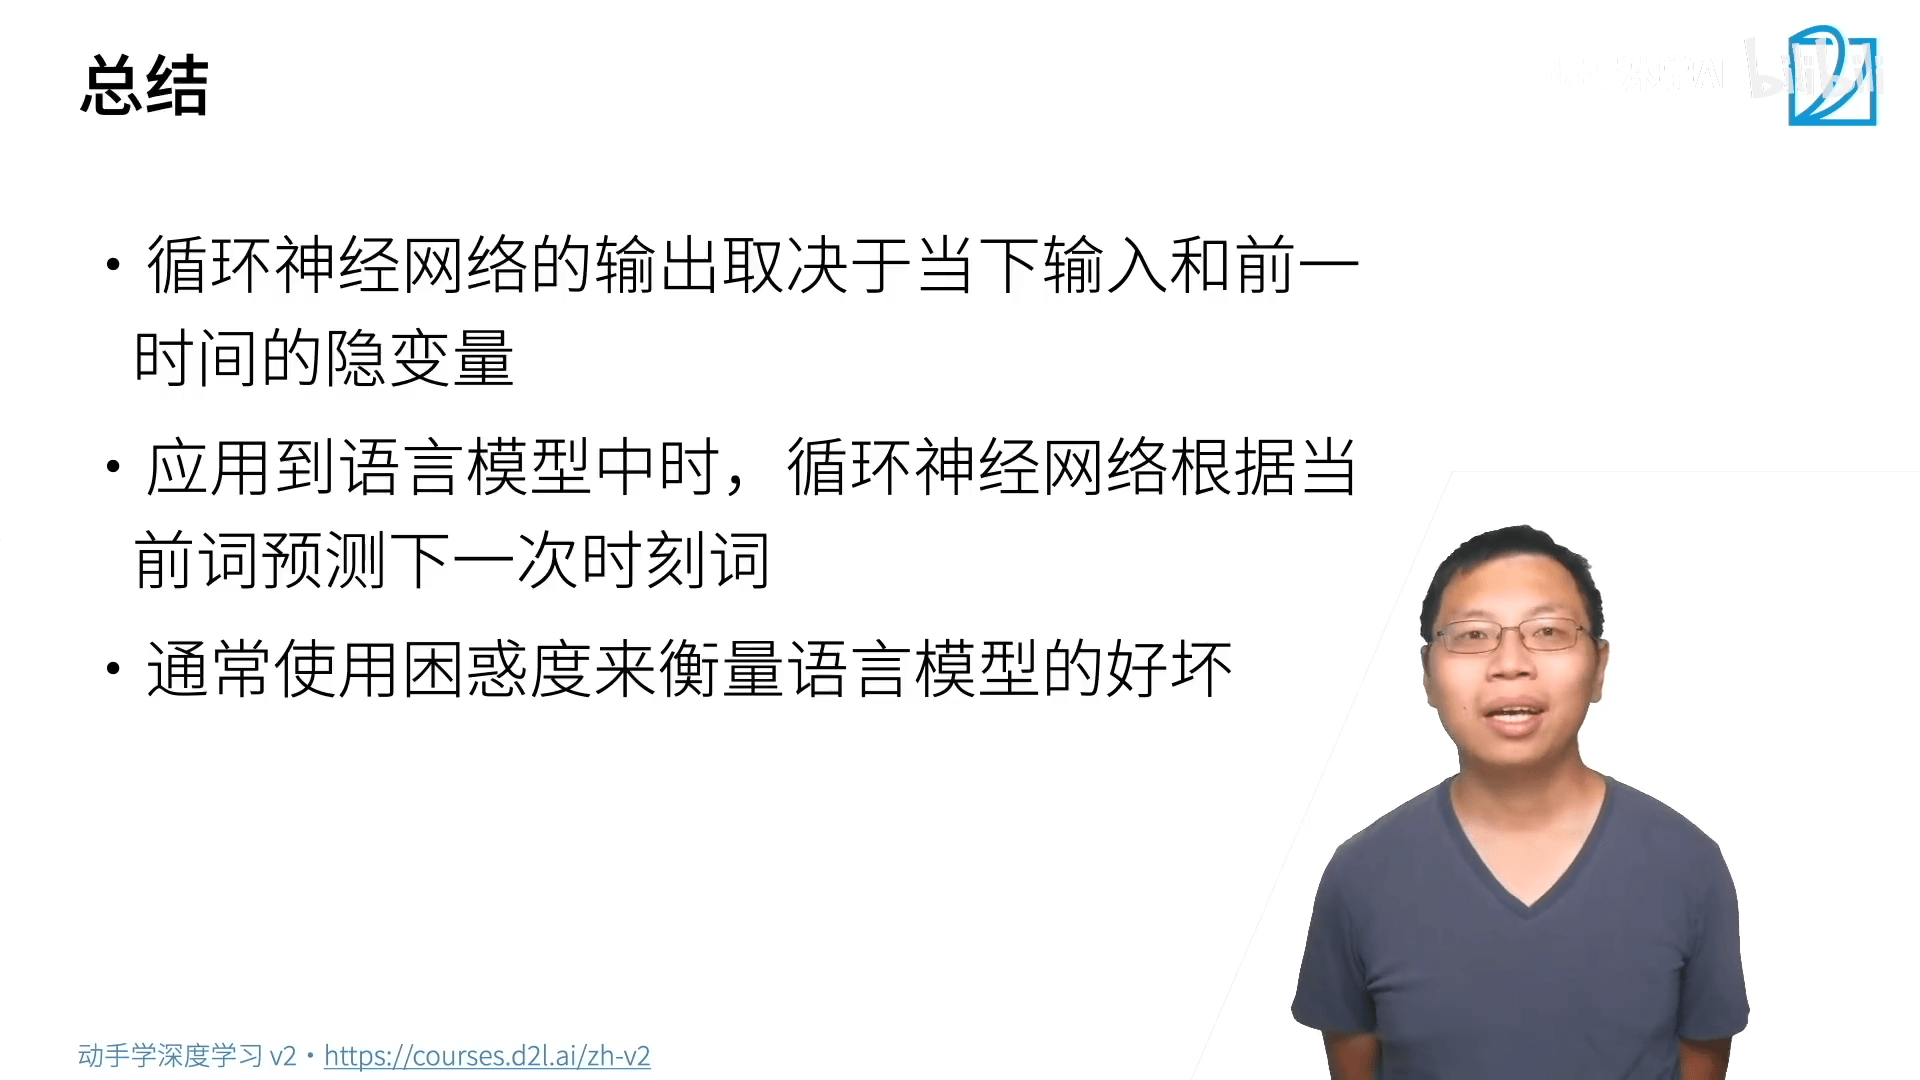 总结
• 循环神经网络的输出取决于当下输入和前一
时间的隐变量
• 应用到语言模型中时，循环神经网络根据当
前词预测下一次时刻词
• 通常使用困惑度来衡量语言模型的好坏
动手学深度学习 v2 • https://courses.d2l.ai/zh-v2
bilibili